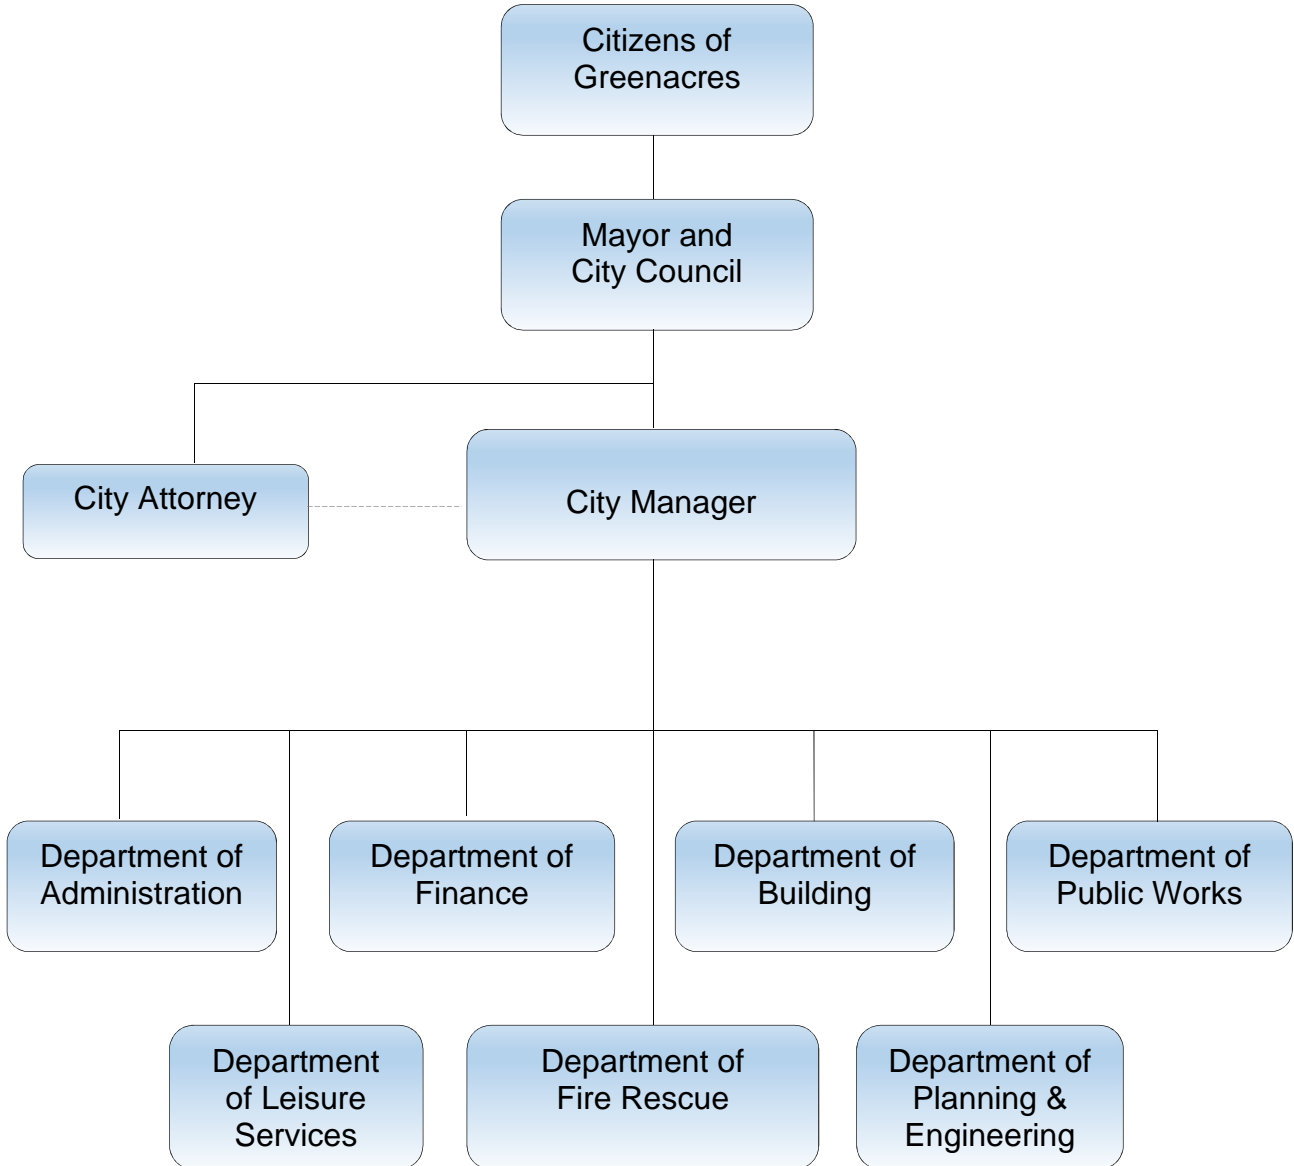 Citizens of
Greenacres
Mayor and
City Council
City Attorney
City Manager
Department of
Administration
Department of
Finance
Department of
Building
Department of
Public Works
Department
of Leisure
Services
Department of
Fire Rescue
Department of
Planning &
Engineering